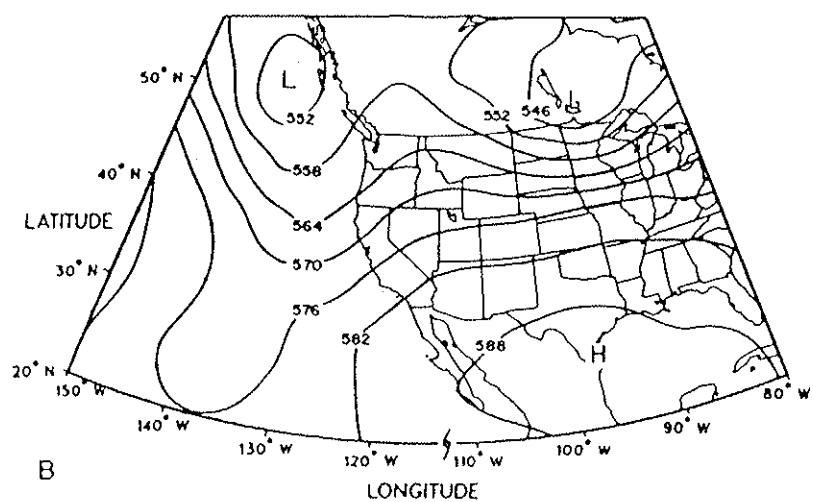 50° N
L
552
546
L
552
40° N
558
LATITUDE
564
570
30° N
576
582
588
H
20° N
150° W
80° W
140° W
90° W
130° W
120° W
110° W
100° W
B
LONGITUDE